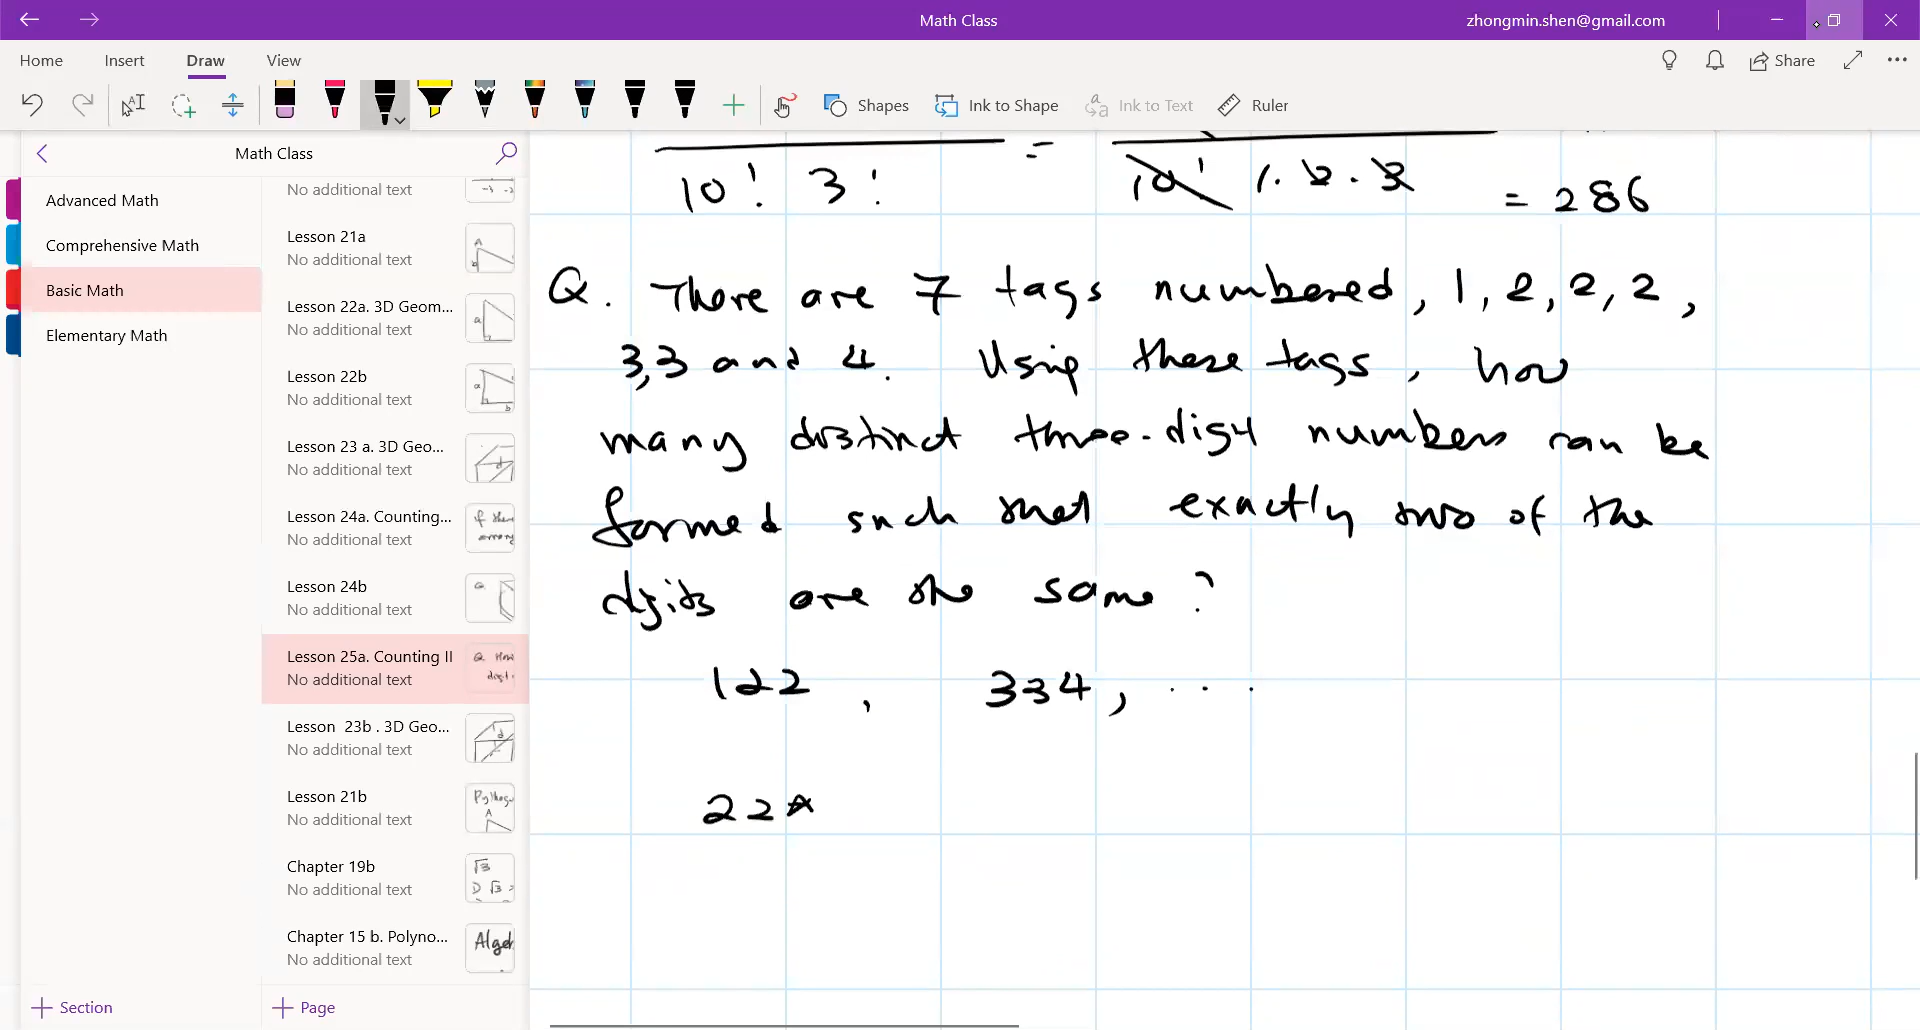 Math Class
zhongmin.shen@gmail.com
Home
Insert
Draw
View
Share
Shapes
Ink to Shape
Ink to Text
Ruler
Math Class
Advanced Math
Comprehensive Math
Basic Math
Elementary Math
Section
No additional text
Lesson 21a
No additional text
Lesson 22a. 3D Geom...
No additional text
Lesson 22b
No additional text
Lesson 23 a. 3D Geo...
No additional text
Lesson 24a. Counting...
No additional text
Lesson 24b
No additional text
Lesson 25a. Counting II
No additional text
Lesson 23b . 3D Geo...
No additional text
Lesson 21b
No additional text
Chapter 19b
No additional text
Chapter 15 b. Polyno...
No additional text
Page
10! 3! = 10! 1.2.3 = 286
Q. There are 7 tags numbered, 1, 2, 2, 2,
3,3 and 4. Using these tags, how
many distinct three-digit numbers can be
formed such that exactly two of the
digits are the same?
122, 334, ...
22